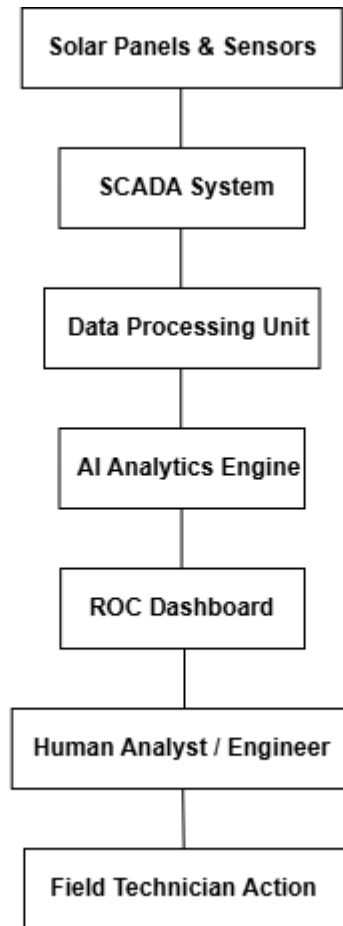 Solar Panels & Sensors
SCADA System
Data Processing Unit
AI Analytics Engine
ROC Dashboard
Human Analyst / Engineer
Field Technician Action